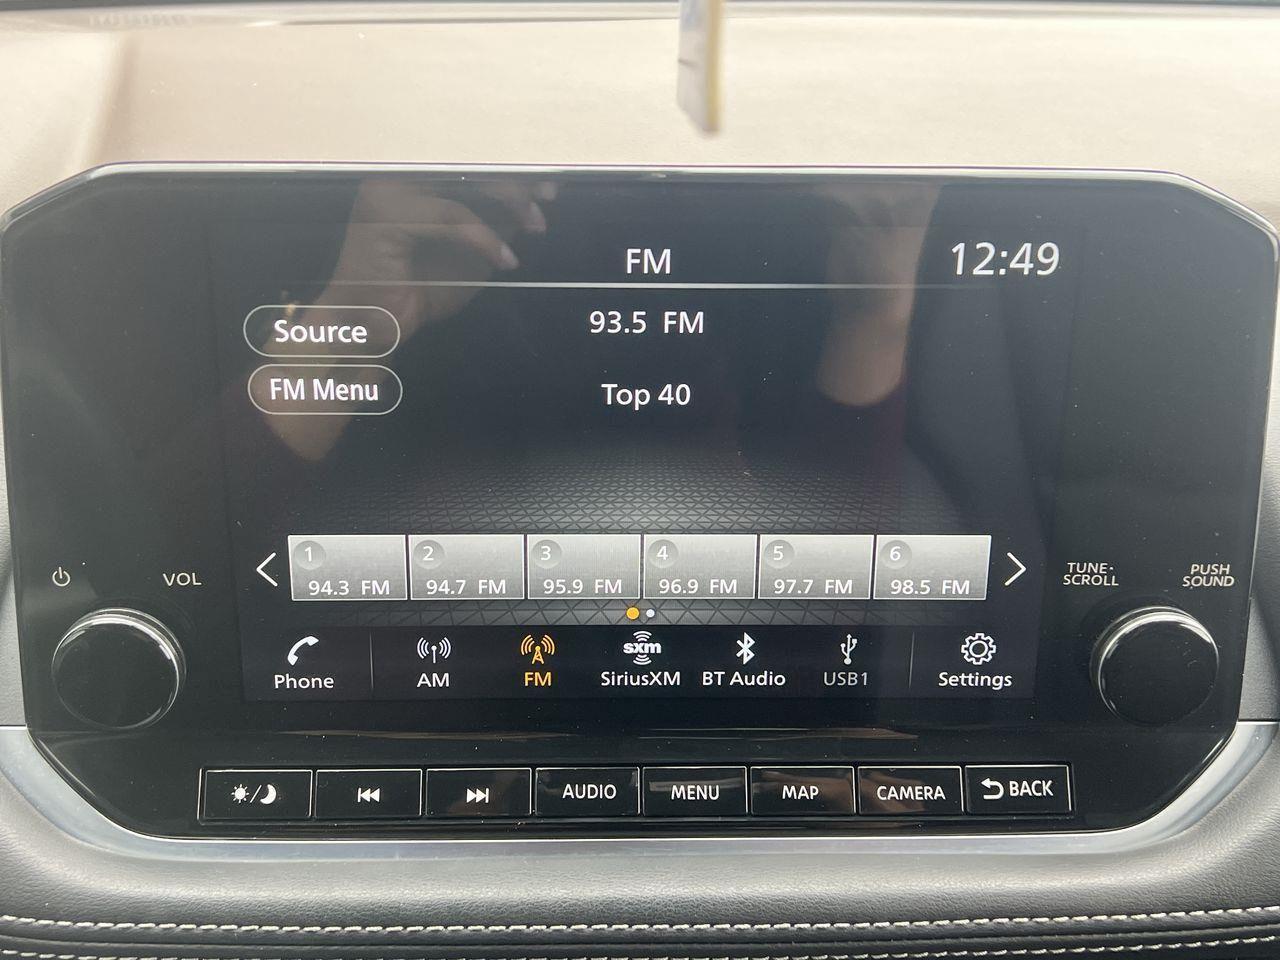 FM
12:49
Source
93.5 FM
FM Menu
Top 40
1
94.3 FM
2
94.7 FM
3
95.9 FM
4
96.9 FM
5
97.7 FM
6
98.5 FM
VOL
TUNE·
SCROLL
PUSH
SOUND
Phone
AM
FM
sxm
SiriusXM
BT Audio
USB1
Settings
AUDIO
MENU
MAP
CAMERA
BACK